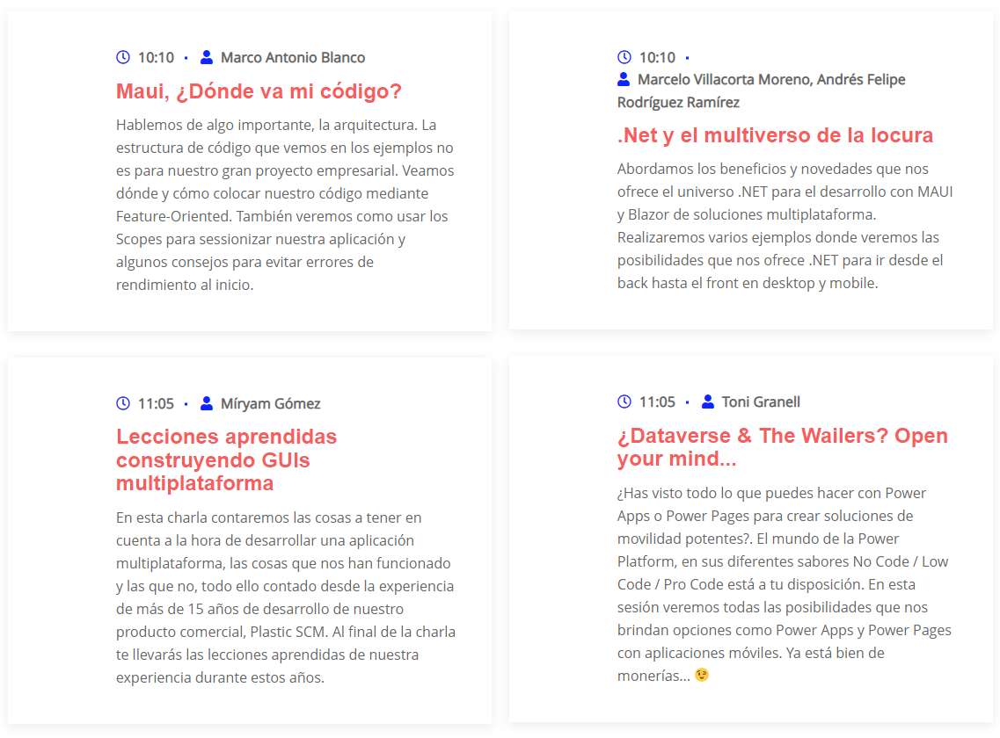 10:10 · Marco Antonio Blanco
Maui, ¿Dónde va mi código?
Hablemos de algo importante, la arquitectura. La
estructura de código que vemos en los ejemplos no
es para nuestro gran proyecto empresarial. Veamos
dónde y cómo colocar nuestro código mediante
Feature-Oriented. También veremos como usar los
Scopes para sessionizar nuestra aplicación y
algunos consejos para evitar errores de
rendimiento al inicio.
10:10 ·
Marcelo Villacorta Moreno, Andrés Felipe
Rodríguez Ramírez
.Net y el multiverso de la locura
Abordamos los beneficios y novedades que nos
ofrece el universo .NET para el desarrollo con MAUI
y Blazor de soluciones multiplataforma.
Realizaremos varios ejemplos donde veremos las
posibilidades que nos ofrece .NET para ir desde el
back hasta el front en desktop y mobile.
11:05 · Míryam Gómez
Lecciones aprendidas
construyendo GUIs
multiplataforma
En esta charla contaremos las cosas a tener en
cuenta a la hora de desarrollar una aplicación
multiplataforma, las cosas que nos han funcionado
y las que no, todo ello contado desde la experiencia
de más de 15 años de desarrollo de nuestro
producto comercial, Plastic SCM. Al final de la charla
te llevarás las lecciones aprendidas de nuestra
experiencia durante estos años.
11:05 · Toni Granell
¿Dataverse & The Wailers? Open
your mind...
¿Has visto todo lo que puedes hacer con Power
Apps o Power Pages para crear soluciones de
movilidad potentes?. El mundo de la Power
Platform, en sus diferentes sabores No Code / Low
Code / Pro Code está a tu disposición. En esta
sesión veremos todas las posibilidades que nos
brindan opciones como Power Apps y Power Pages
con aplicaciones móviles. Ya está bien de
monerías... 😉